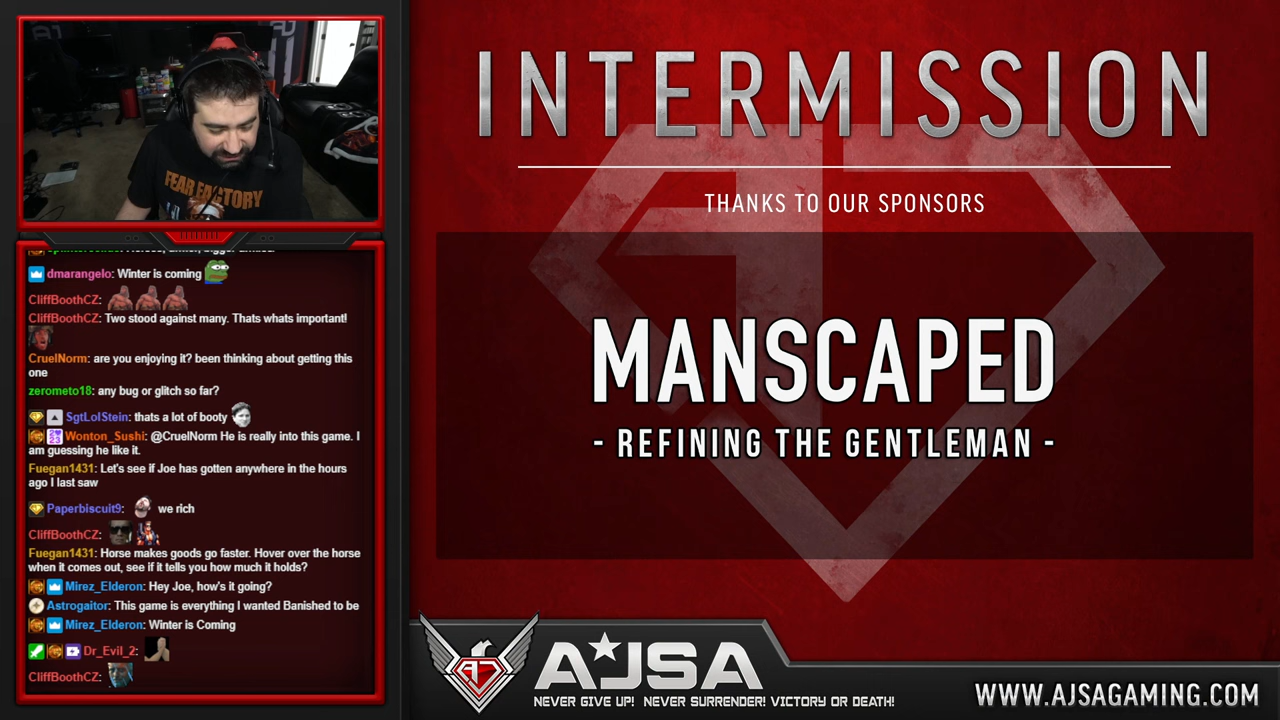 INTERMISSION
THANKS TO OUR SPONSORS
MANSCAPED
- REFINING THE GENTLEMAN -
FEAR FACTORY
dmarangelo: Winter is coming
CliffBoothCZ:
CliffBoothCZ: Two stood against many. Thats whats important!
CruelNorm: are you enjoying it? been thinking about getting this
one
zerometo18: any bug or glitch so far?
SgtLolStein: thats a lot of booty
Wonton_Sushi: @CruelNorm He is really into this game. I
am guessing he like it.
Fuegan1431: Let's see if Joe has gotten anywhere in the hours
ago I last saw
Paperbiscuit9: we rich
CliffBoothCZ:
Fuegan1431: Horse makes goods go faster. Hover over the horse
when it comes out, see if it tells you how much it holds?
Mirez_Elderon: Hey Joe, how's it going?
Astrogaitor: This game is everything I wanted Banished to be
Mirez_Elderon: Winter is Coming
Dr_Evil_2:
CliffBoothCZ:
AJSA
NEVER GIVE UP! NEVER SURRENDER! VICTORY OR DEATH!
WWW.AJSAGAMING.COM